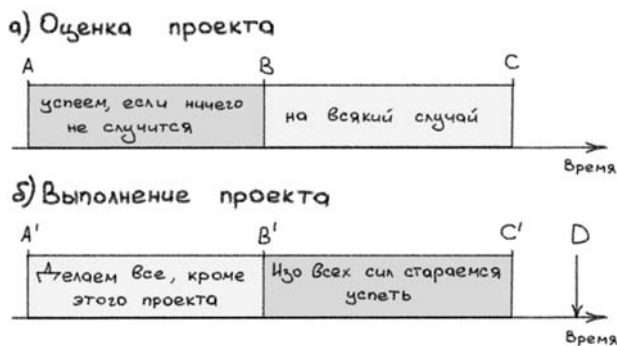 а) Оценка проекта
A B C
успеем, если ничего
не случится
на всякий случай
Время
б) Выполнение проекта
A' B' C' D
Делаем все, кроме
этого проекта
Изо всех сил стараемся
успеть
Время